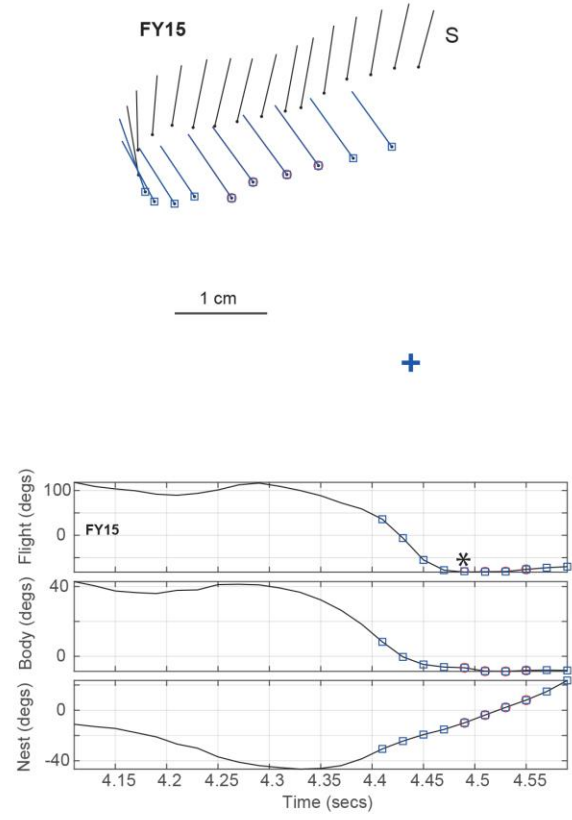 FY15
S
1 cm
+
Flight (degs)
100
0
FY15
*
Body (degs)
40
0
Nest (degs)
0
-40
4.15 4.2 4.25 4.3 4.35 4.4 4.45 4.5 4.55
Time (secs)